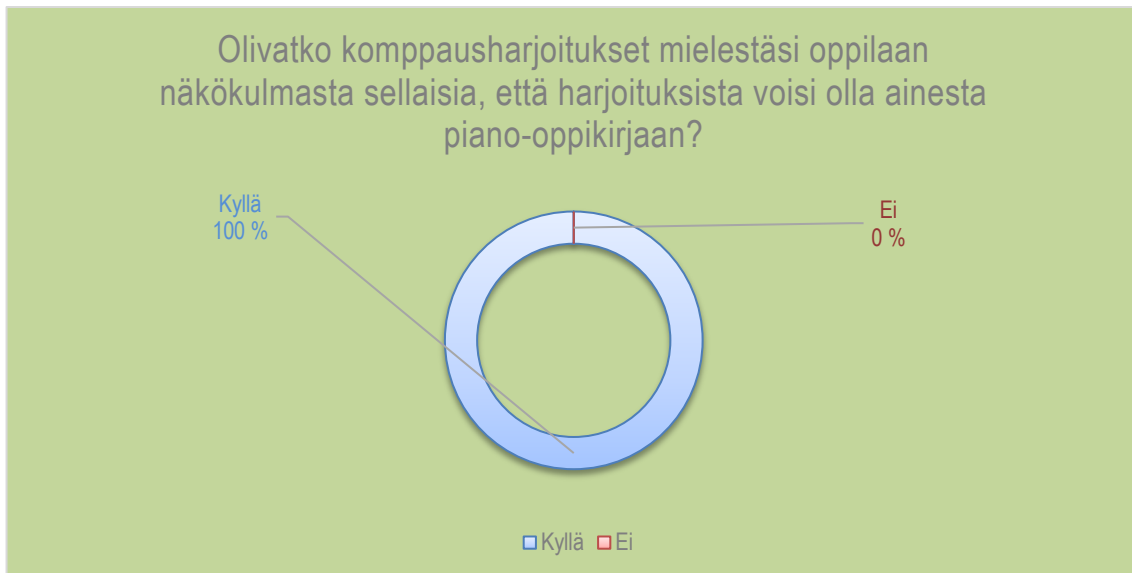 Olivatko komppausharjoitukset mielestäsi oppilaan
näkökulmasta sellaisia, että harjoituksista voisi olla ainesta
piano-oppikirjaan?
Kyllä
100 %
Ei
0 %
Kyllä Ei